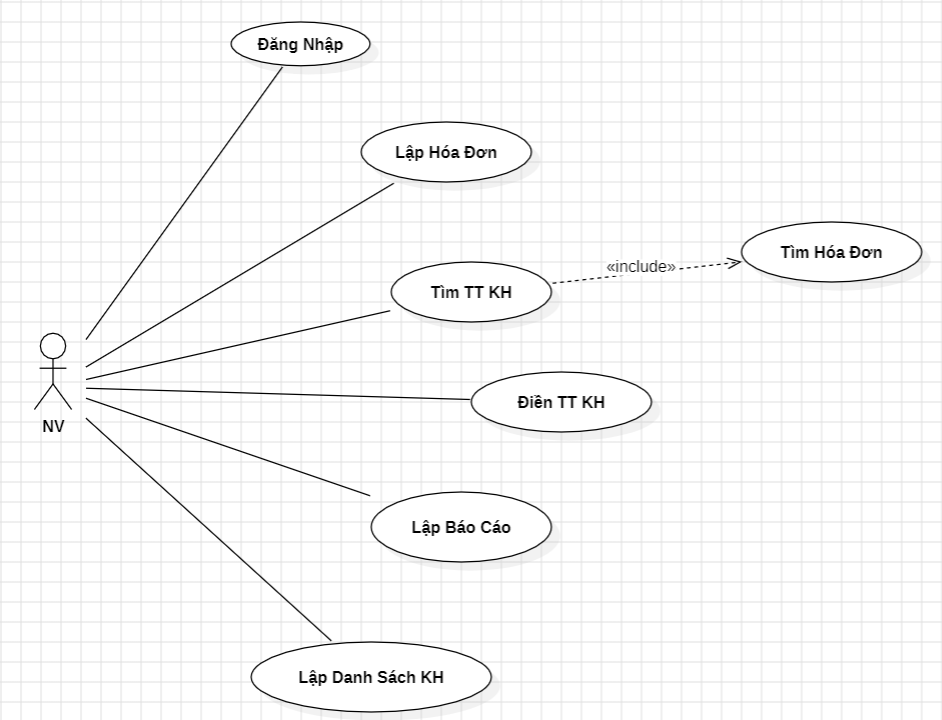 Đăng Nhập
Lập Hóa Đơn
Tìm Hóa Đơn
«include»
Tìm TT KH
Điền TT KH
NV
Lập Báo Cáo
Lập Danh Sách KH